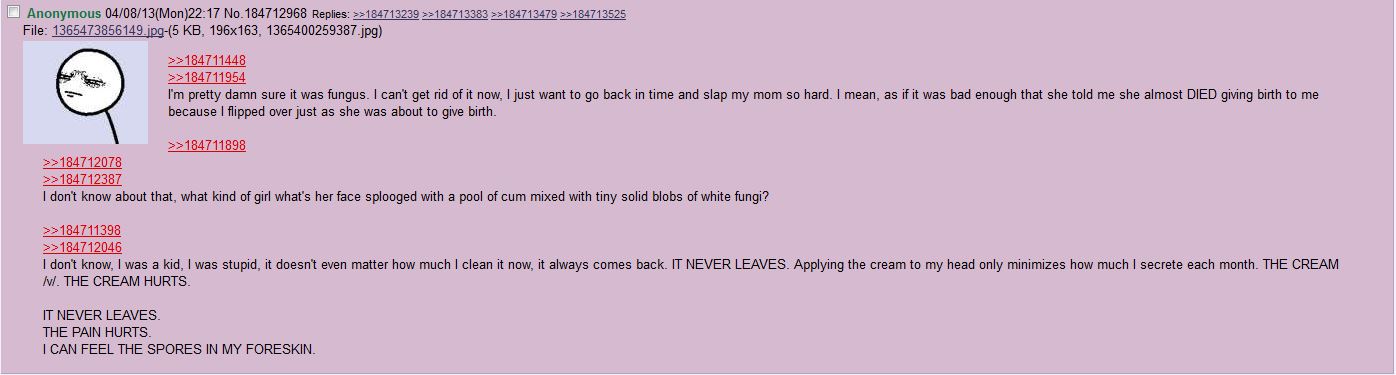 Anonymous 04/08/13(Mon)22:17 No.184712968 Replies: >>184713239 >>184713383 >>184713479 >>184713525
File: 1365473856149.jpg-(5 KB, 196x163, 1365400259387.jpg)
>>184711448
>>184711954
I'm pretty damn sure it was fungus. I can't get rid of it now, I just want to go back in time and slap my mom so hard. I mean, as if it was bad enough that she told me she almost DIED giving birth to me
because I flipped over just as she was about to give birth.
>>184711898
>>184712078
>>184712387
I don't know about that, what kind of girl what's her face splooged with a pool of cum mixed with tiny solid blobs of white fungi?
>>184711398
>>184712046
I don't know, I was a kid, I was stupid, it doesn't even matter how much I clean it now, it always comes back. IT NEVER LEAVES. Applying the cream to my head only minimizes how much I secrete each month. THE CREAM
/v/. THE CREAM HURTS.
IT NEVER LEAVES.
THE PAIN HURTS.
I CAN FEEL THE SPORES IN MY FORESKIN.